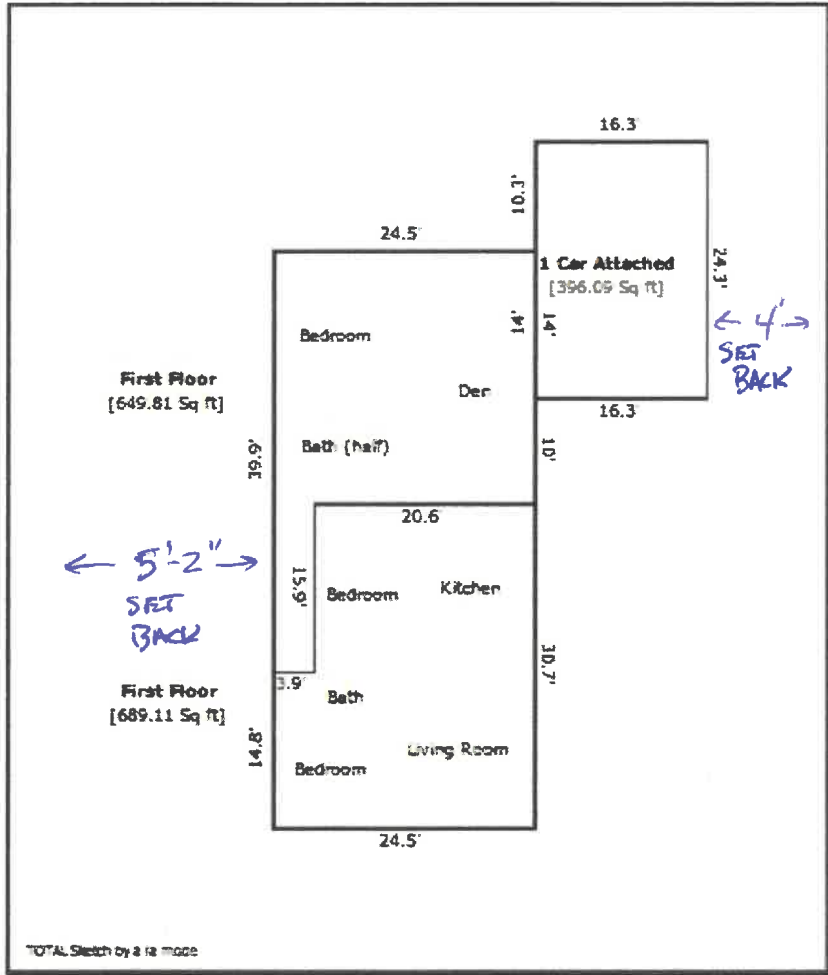 16.3'
10.3'
24.5'
1 Car Attached
[396.09 Sq ft]
24.3'
14'
14'
← 4' →
SET
BACK
Bedroom
First Floor
[649.81 Sq ft]
Den
16.3'
Bath (half)
39.9'
10'
20.6'
← 5'-2" →
SET
BACK
15.9'
Bedroom
Kitchen
30.7'
3.9'
First Floor
[689.11 Sq ft]
Bath
14.8'
Living Room
Bedroom
24.5'
TOTAL Sketch by a la mode